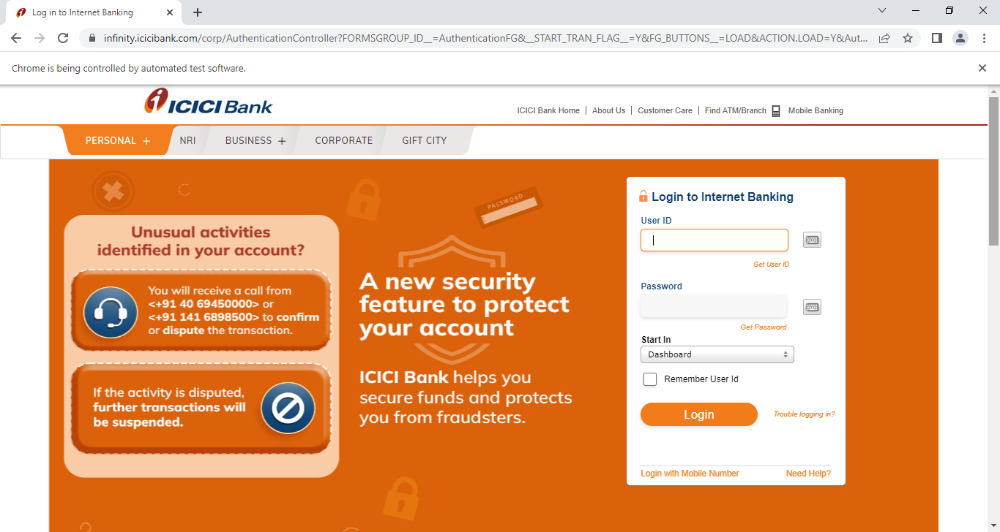 Log in to Internet Banking
infinity.icicibank.com/corp/AuthenticationController?FORMSGROUP_ID__=AuthenticationFG&__START_TRAN_FLAG__=Y&FG_BUTTONS__=LOAD&ACTION.LOAD=Y&Aut...
Chrome is being controlled by automated test software.
ICICI Bank
ICICI Bank Home | About Us | Customer Care | Find ATM/Branch Mobile Banking
PERSONAL + NRI BUSINESS + CORPORATE GIFT CITY
PASSWORD
Unusual activities
identified in your account?
You will receive a call from
<+91 40 69450000> or
<+91 141 6898500> to confirm
or dispute the transaction.
If the activity is disputed,
further transactions will
be suspended.
A new security
feature to protect
your account
ICICI Bank helps you
secure funds and protects
you from fraudsters.
Login to Internet Banking
User ID
Get User ID
Password
Get Password
Start In
Dashboard
Remember User Id
Login Trouble logging in?
Login with Mobile Number Need Help?